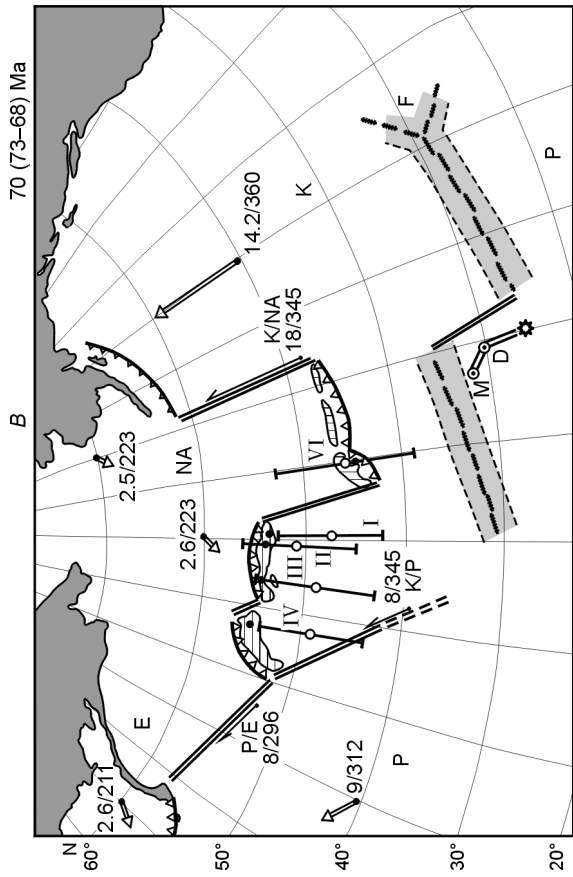 B
70 (73–68) Ma
N
60°
50°
40°
30°
20°
2.6/211
E
P/E
8/296
9/312
P
2.5/223
NA
2.6/223
IV
III
II
I
VI
8/345
K/P
K/NA
18/345
14.2/360
K
M
D
F
P